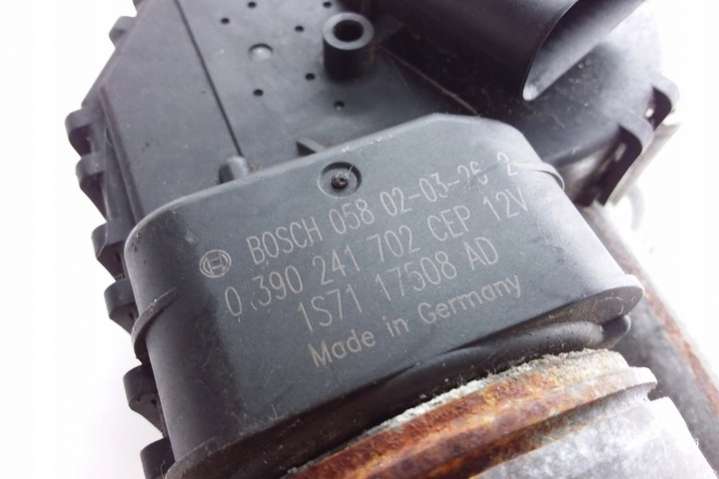 BOSCH 058 02-03-26 2
0 390 241 702 CEP 12V
1S71 17508 AD
Made in Germany